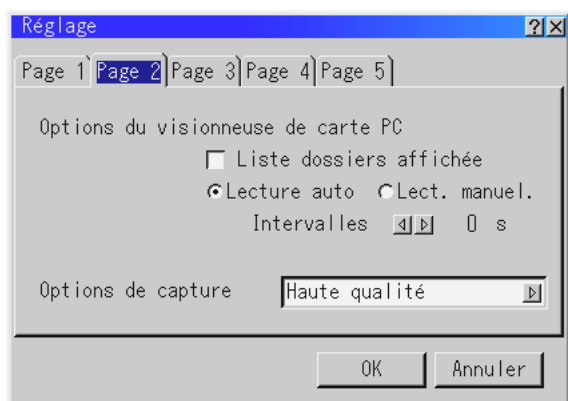 Réglage ? X
Page 1 Page 2 Page 3 Page 4 Page 5
Options du visionneuse de carte PC
Liste dossiers affichée
Lecture auto Lect. manuel.
Intervalles 0 s
Options de capture Haute qualité
OK Annuler